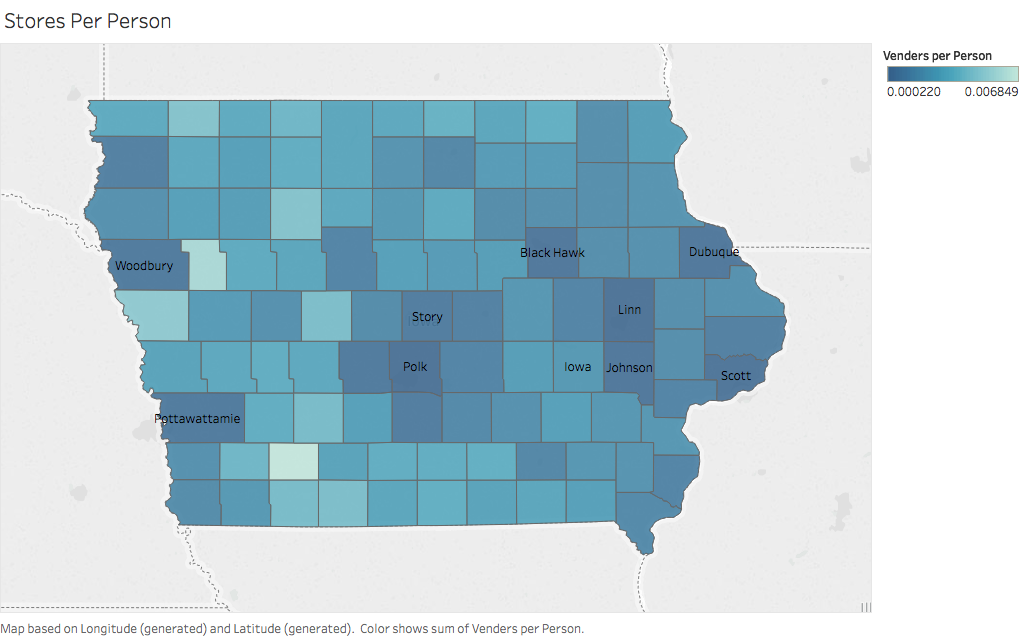 Stores Per Person
Venders per Person
0.000220 0.006849
Black Hawk
Dubuque
Woodbury
Linn
Story
Polk
Iowa
Johnson
Scott
Pottawattamie
Map based on Longitude (generated) and Latitude (generated). Color shows sum of Venders per Person.